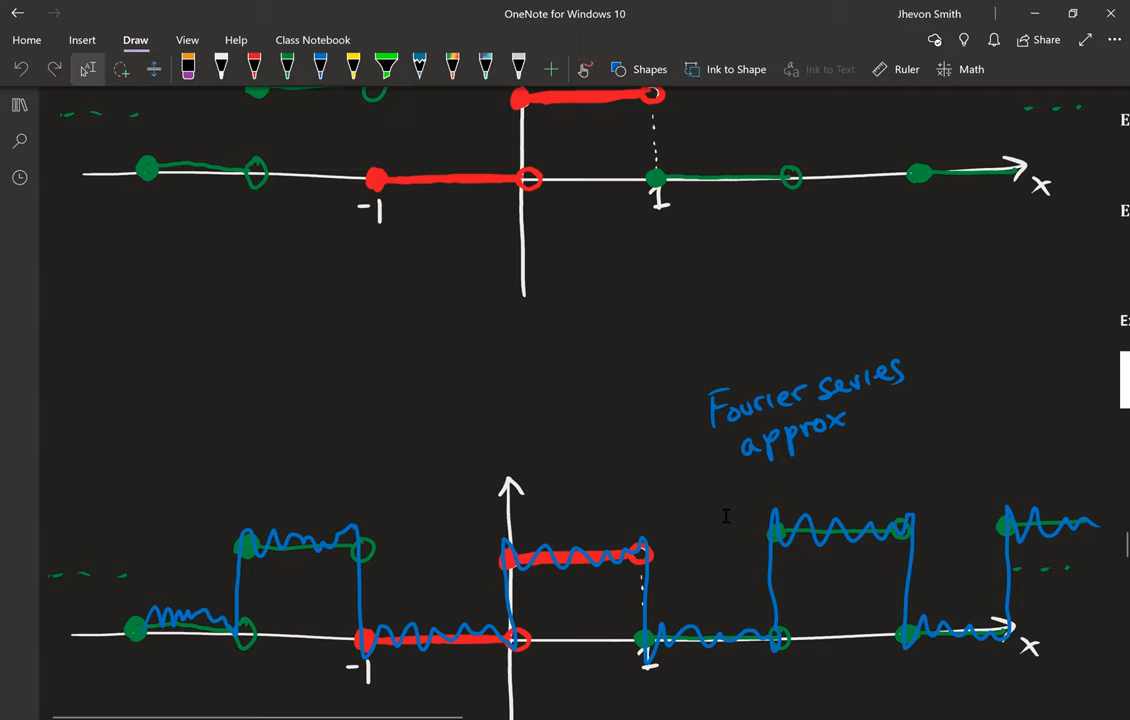 OneNote for Windows 10
Jhevon Smith
Home Insert Draw View Help Class Notebook
Share
Shapes
Ink to Shape
Ink to Text
Ruler
Math
E
-1
1
x
E
E
Fourier series
approx
-1
1
x